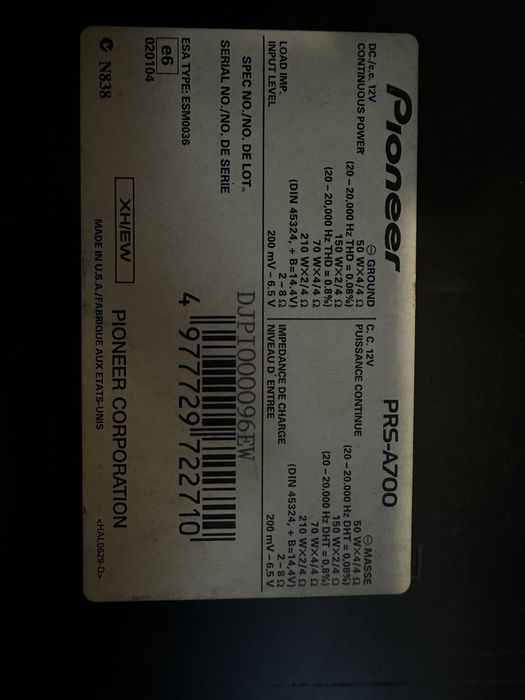 Pioneer PRS-A700
DC./c.c. 12V ⊖ GROUND
CONTINUOUS POWER 50 W×4/4 Ω
(20 – 20,000 Hz THD = 0.08%)
150 W×2/4 Ω
(20 – 20,000 Hz THD = 0.8%)
70 W×4/4 Ω
210 W×2/4 Ω
(DIN 45324, + B=14.4V)
LOAD IMP. 2 – 8 Ω
INPUT LEVEL 200 mV – 6.5 V
C. C. 12V ⊖ MASSE
PUISSANCE CONTINUE 50 W×4/4 Ω
(20 – 20.000 Hz DHT = 0,08%)
150 W×2/4 Ω
(20 – 20.000 Hz DHT = 0,8%)
70 W×4/4 Ω
210 W×2/4 Ω
(DIN 45324, + B=14,4V)
IMPEDANCE DE CHARGE 2 – 8 Ω
NIVEAU D' ENTREE 200 mV – 6,5 V
SPEC NO./NO. DE LOT
SERIAL NO./NO. DE SERIE
DJPI000096EW
4 977729 722710
ESA TYPE: ESM0036
e6
020104
N838
XH/EW
PIONEER CORPORATION
MADE IN U.S.A./FABRIQUE AUX ETATS-UNIS
<HAL0629-D>